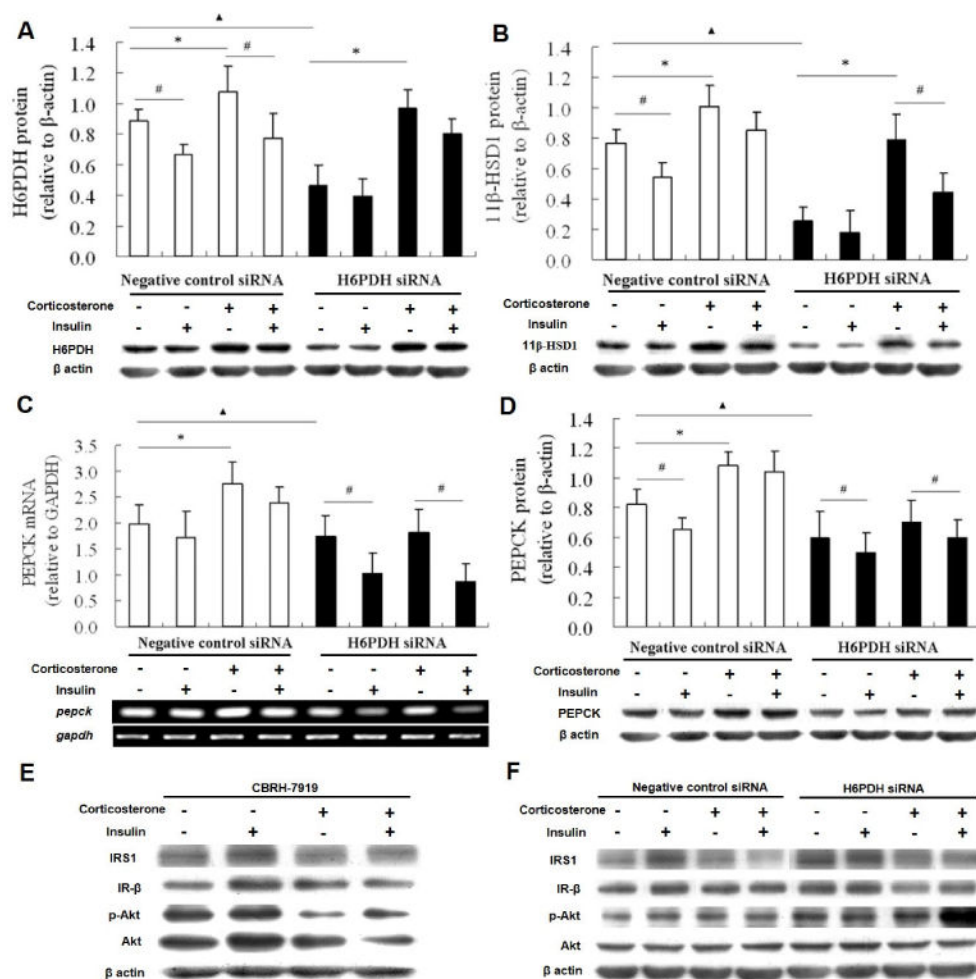 A
H6PDH protein
(relative to β-actin)
1.4
1.2
1.0
0.8
0.6
0.4
0.2
0.0
▲
*
#
#
*
Negative control siRNA H6PDH siRNA
Corticosterone - - + + - - + +
Insulin - + - + - + - +
H6PDH
β actin
B
11β-HSD1 protein
(relative to β-actin)
1.4
1.2
1.0
0.8
0.6
0.4
0.2
0.0
▲
*
#
*
#
Negative control siRNA H6PDH siRNA
Corticosterone - - + + - - + +
Insulin - + - + - + - +
11β-HSD1
β actin
C
PEPCK mRNA
(relative to GAPDH)
3.5
3.0
2.5
2.0
1.5
1.0
0.5
0.0
▲
*
#
#
Negative control siRNA H6PDH siRNA
Corticosterone - - + + - - + +
Insulin - + - + - + - +
pepck
gapdh
D
PEPCK protein
(relative to β-actin)
1.4
1.2
1.0
0.8
0.6
0.4
0.2
0
▲
*
#
#
#
Negative control siRNA H6PDH siRNA
Corticosterone - - + + - - + +
Insulin - + - + - + - +
PEPCK
β actin
E
CBRH-7919
Corticosterone - - + +
Insulin - + - +
IRS1
IR-β
p-Akt
Akt
β actin
F
Negative control siRNA H6PDH siRNA
Corticosterone - - + + - - + +
Insulin - + - + - + - +
IRS1
IR-β
p-Akt
Akt
β actin